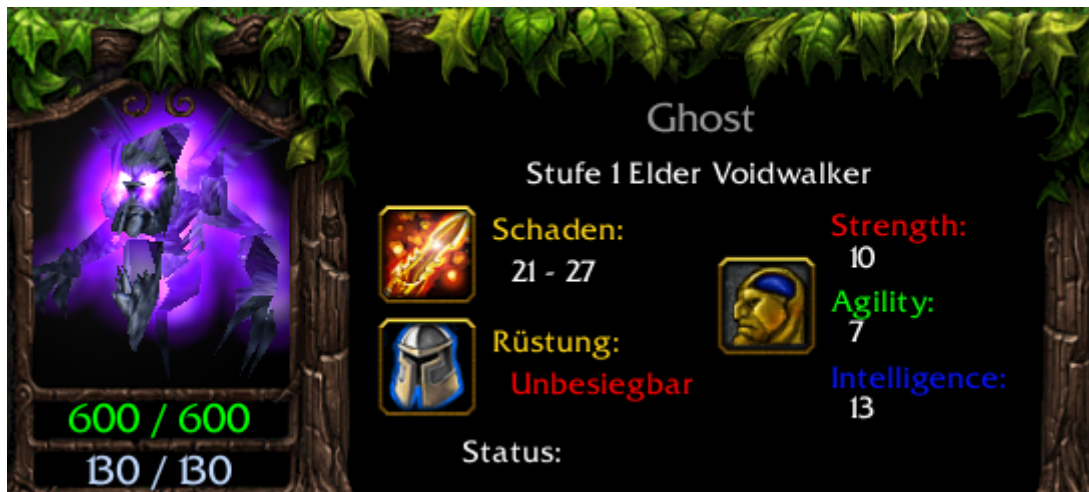 Ghost
Stufe 1 Elder Voidwalker
Schaden:
21 - 27
Rüstung:
Unbesiegbar
Strength:
10
Agility:
7
Intelligence:
13
Status:
600 / 600
130 / 130